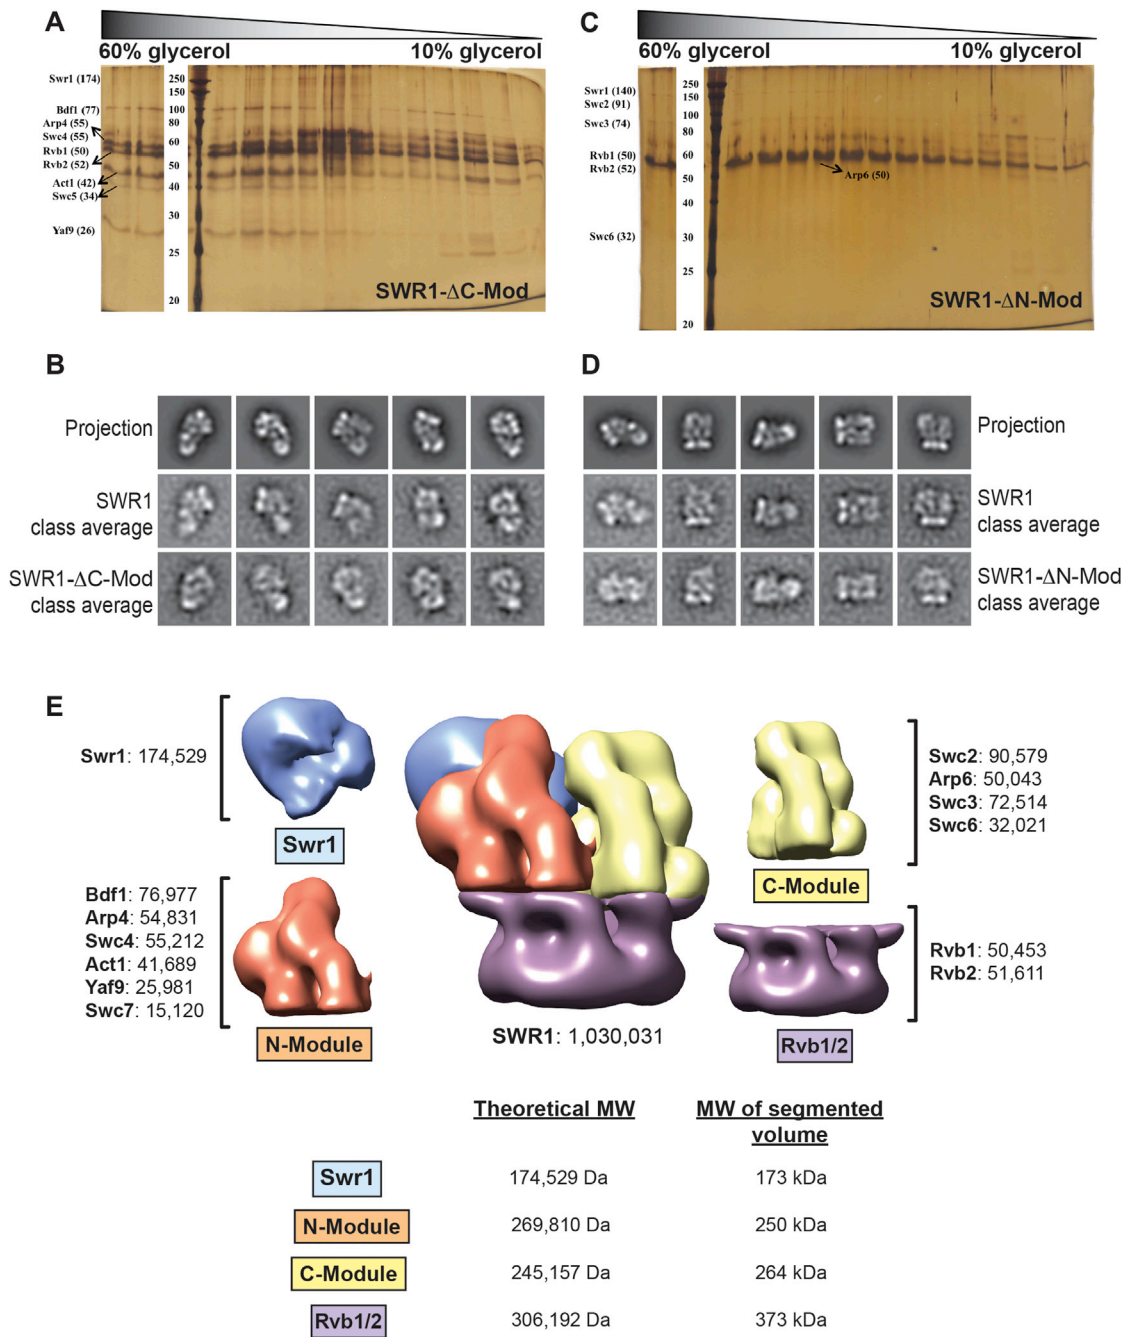 A
60% glycerol
10% glycerol
Swr1 (174)
Bdf1 (77)
Arp4 (55)
Swc4 (55)
Rvb1 (50)
Rvb2 (52)
Act1 (42)
Swc5 (34)
Yaf9 (26)
250
150
100
80
60
50
40
30
25
20
SWR1-ΔC-Mod
C
60% glycerol
10% glycerol
Swr1 (140)
Swc2 (91)
Swc3 (74)
Rvb1 (50)
Rvb2 (52)
Swc6 (32)
250
150
100
80
60
50
40
30
25
20
Arp6 (50)
SWR1-ΔN-Mod
B
Projection
SWR1
class average
SWR1-ΔC-Mod
class average
D
Projection
SWR1
class average
SWR1-ΔN-Mod
class average
E
Swr1: 174,529
Swr1
Bdf1: 76,977
Arp4: 54,831
Swc4: 55,212
Act1: 41,689
Yaf9: 25,981
Swc7: 15,120
N-Module
SWR1: 1,030,031
Swc2: 90,579
Arp6: 50,043
Swc3: 72,514
Swc6: 32,021
C-Module
Rvb1: 50,453
Rvb2: 51,611
Rvb1/2
Theoretical MW
MW of segmented
volume
Swr1 174,529 Da 173 kDa
N-Module 269,810 Da 250 kDa
C-Module 245,157 Da 264 kDa
Rvb1/2 306,192 Da 373 kDa